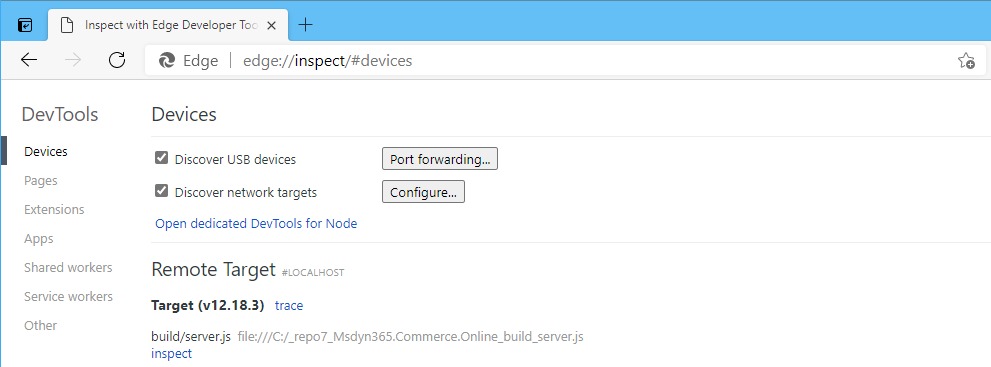 Inspect with Edge Developer Too
Edge edge://inspect/#devices
DevTools
Devices
Pages
Extensions
Apps
Shared workers
Service workers
Other
Devices
Discover USB devices Port forwarding...
Discover network targets Configure...
Open dedicated DevTools for Node
Remote Target #LOCALHOST
Target (v12.18.3) trace
build/server.js file:///C:/_repo7_Msdyn365.Commerce.Online_build_server.js
inspect